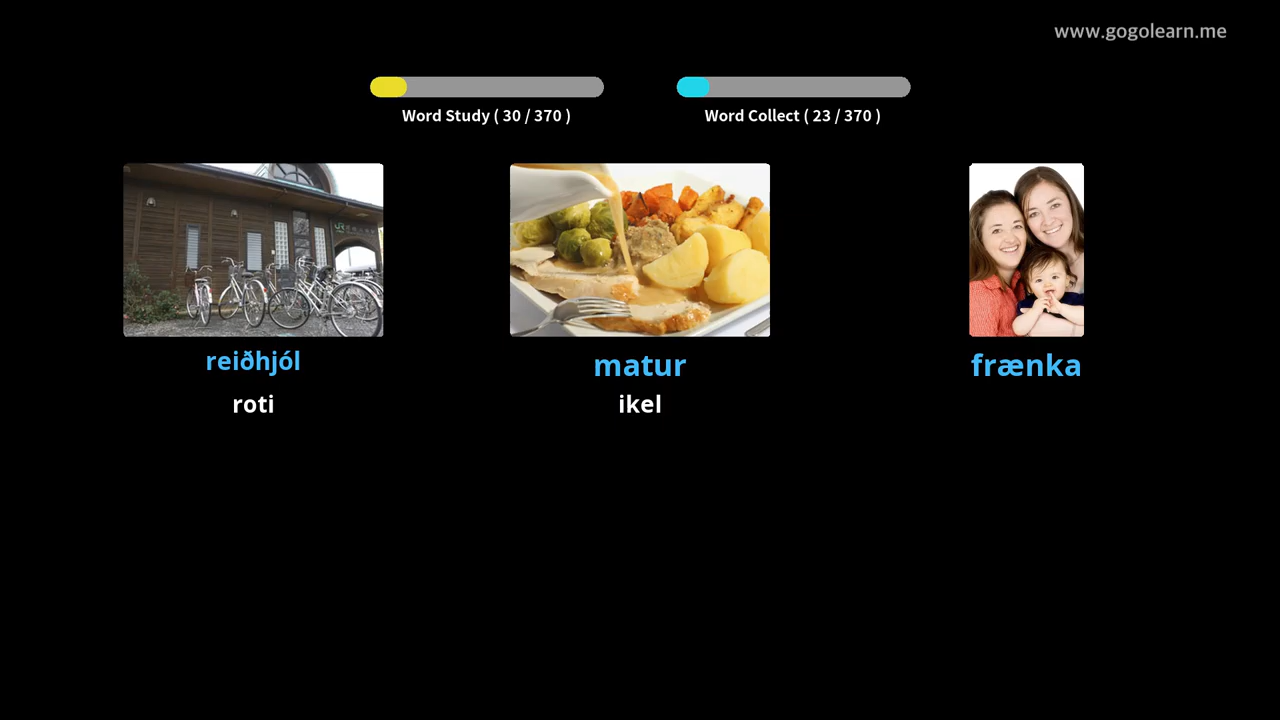 www.gogolearn.me
Word Study ( 30 / 370 )
Word Collect ( 23 / 370 )
reiðhjól
matur
frænka
roti
ikel